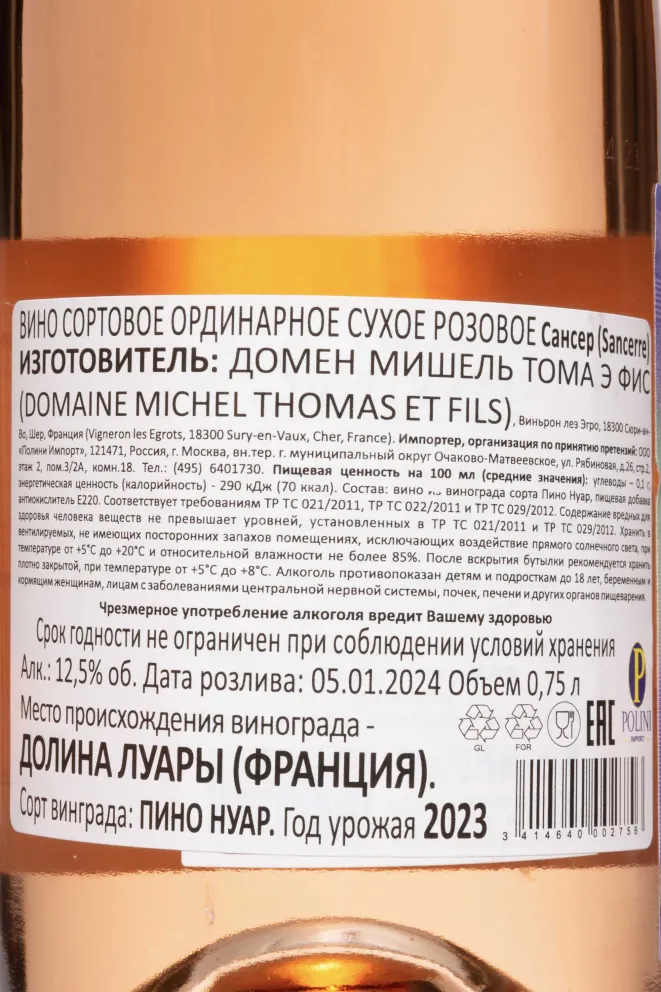 ВИНО СОРТОВОЕ ОРДИНАРНОЕ СУХОЕ РОЗОВОЕ Сансер (Sancerre)
ИЗГОТОВИТЕЛЬ: ДОМЕН МИШЕЛЬ ТОМА Э ФИС
(DOMAINE MICHEL THOMAS ET FILS), Виньрон лез Эгро, 18300 Сюри-ан-
Во, Шер, Франция (Vigneron les Egrots, 18300 Sury-en-Vaux, Cher, France). Импортер, организация по принятию претензий: ООО
«Полини Импорт», 121471, Россия, г. Москва, вн.тер. г. муниципальный округ Очаково-Матвеевское, ул. Рябиновая, д.26, стр.2,
этаж 2, пом.3/2А, комн.18. Тел.: (495) 6401730. Пищевая ценность на 100 мл (средние значения): углеводы – 0,1 г,
энергетическая ценность (калорийность) - 290 кДж (70 ккал). Состав: вино из винограда сорта Пино Нуар, пищевая добавка
антиокислитель Е220. Соответствует требованиям ТР ТС 021/2011, ТР ТС 022/2011 и ТР ТС 029/2012. Содержание вредных для
здоровья человека веществ не превышает уровней, установленных в ТР ТС 021/2011 и ТР ТС 029/2012. Хранить в
вентилируемых, не имеющих посторонних запахов помещениях, исключающих воздействие прямого солнечного света, при
температуре от +5°С до +20°С и относительной влажности не более 85%. После вскрытия бутылки рекомендуется хранить
плотно закрытой, при температуре от +5°С до +8°С. Алкоголь противопоказан детям и подросткам до 18 лет, беременным и
кормящим женщинам, лицам с заболеваниями центральной нервной системы, почек, печени и других органов пищеварения.
Чрезмерное употребление алкоголя вредит Вашему здоровью
Срок годности не ограничен при соблюдении условий хранения
Алк.: 12,5% об. Дата розлива: 05.01.2024 Объем 0,75 л
Место происхождения винограда -
ДОЛИНА ЛУАРЫ (ФРАНЦИЯ).
Сорт винграда: ПИНО НУАР. Год урожая 2023
GL
FOR
EAC
P
POLINI
IMPORT
3 414640 002756